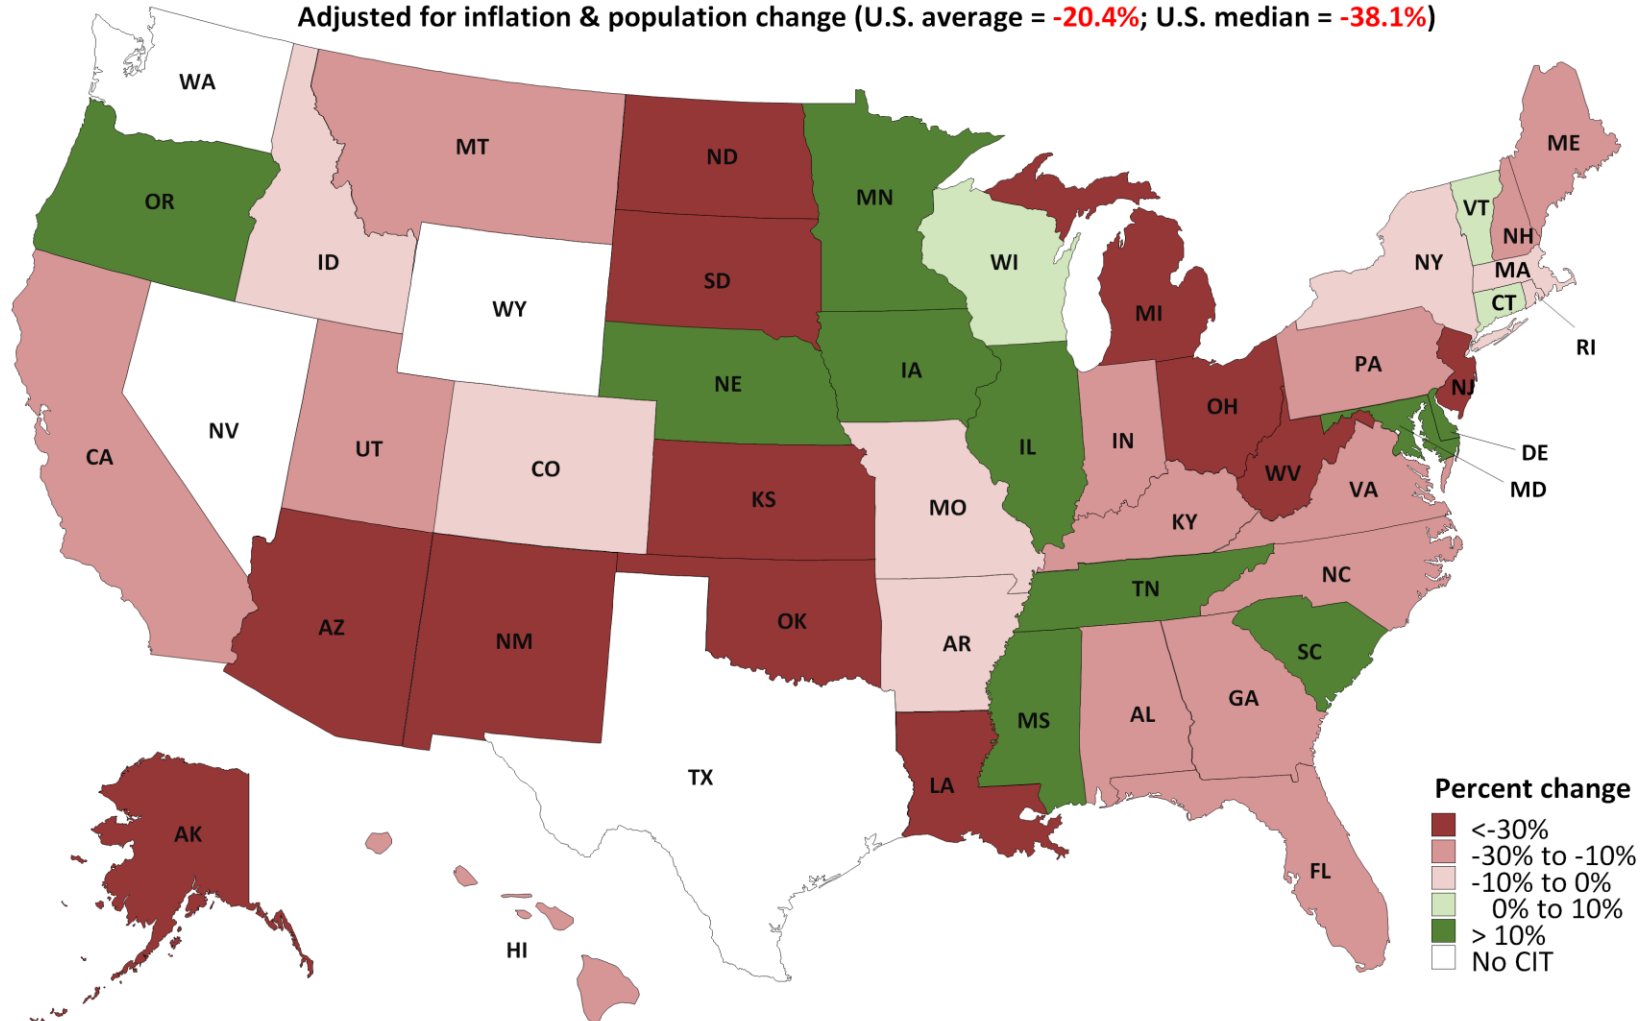 Adjusted for inflation & population change (U.S. average = -20.4%; U.S. median = -38.1%)
WA
MT
ND
MN
ME
OR
ID
WY
SD
WI
MI
NY
VT
NH
MA
CT
RI
NV
UT
CO
NE
IA
IL
IN
OH
PA
NJ
DE
MD
CA
KS
MO
KY
WV
VA
AZ
NM
OK
AR
TN
NC
SC
TX
LA
MS
AL
GA
FL
AK
HI
Percent change
<-30%
-30% to -10%
-10% to 0%
0% to 10%
> 10%
No CIT